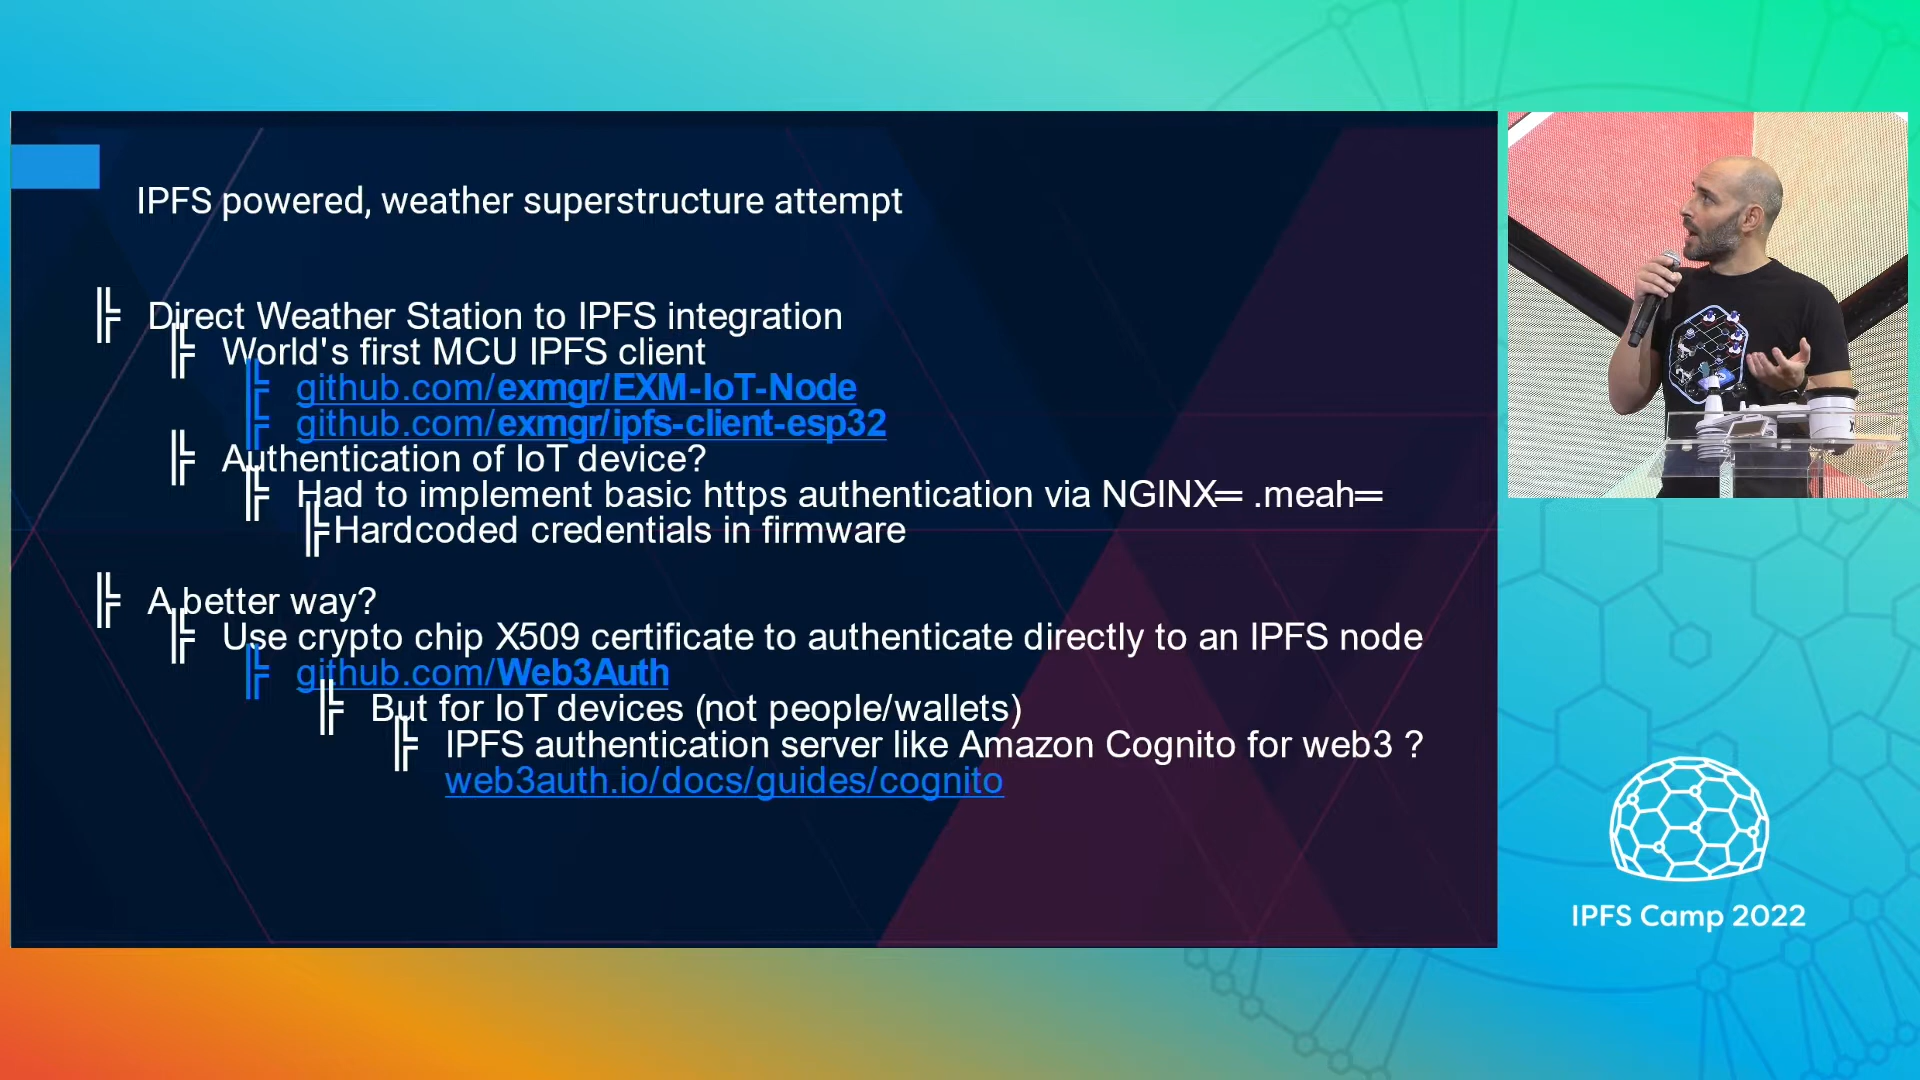 IPFS powered, weather superstructure attempt
╠ Direct Weather Station to IPFS integration
╠ World's first MCU IPFS client
╠ github.com/exmgr/EXM-IoT-Node
╠ github.com/exmgr/ipfs-client-esp32
╠ Authentication of IoT device?
╠ Had to implement basic https authentication via NGINX═ .meah═
╠Hardcoded credentials in firmware
╠ A better way?
╠ Use crypto chip X509 certificate to authenticate directly to an IPFS node
╠ github.com/Web3Auth
╠ But for IoT devices (not people/wallets)
╠ IPFS authentication server like Amazon Cognito for web3 ?
web3auth.io/docs/guides/cognito
IPFS Camp 2022